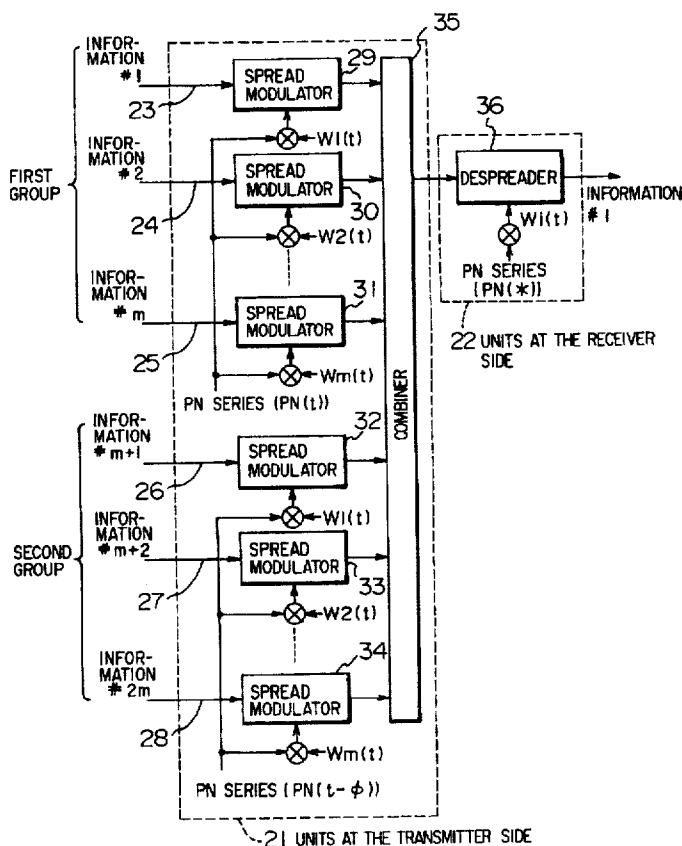 INFOR-
MATION
#1
23
SPREAD
MODULATOR
29
35
W1(t)
FIRST
GROUP
INFOR-
MATION
#2
24
SPREAD
MODULATOR
30
W2(t)
INFOR-
MATION
#m
25
SPREAD
MODULATOR
31
Wm(t)
PN SERIES (PN(t))
36
DESPREADER
INFORMATION
#1
W1(t)
PN SERIES
(PN(*))
22 UNITS AT THE RECEIVER
SIDE
COMBINER
SECOND
GROUP
INFOR-
MATION
#m+1
26
SPREAD
MODULATOR
32
W1(t)
INFOR-
MATION
#m+2
27
SPREAD
MODULATOR
33
W2(t)
INFOR-
MATION
#2m
28
SPREAD
MODULATOR
34
Wm(t)
PN SERIES (PN(t-ϕ))
21 UNITS AT THE TRANSMITTER SIDE